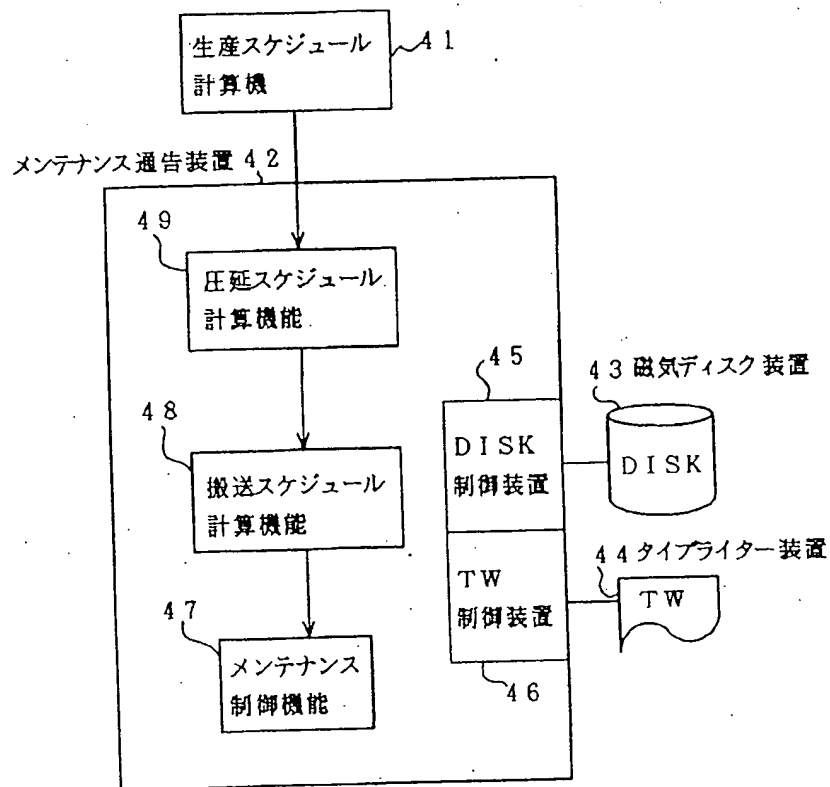 生産スケジュール
計算機
41
メンテナンス通告装置 42
49
圧延スケジュール
計算機能
45
43 磁気ディスク装置
DISK
制御装置
DISK
48
搬送スケジュール
計算機能
44 タイプライター装置
TW
制御装置
TW
47
メンテナンス
制御機能
46